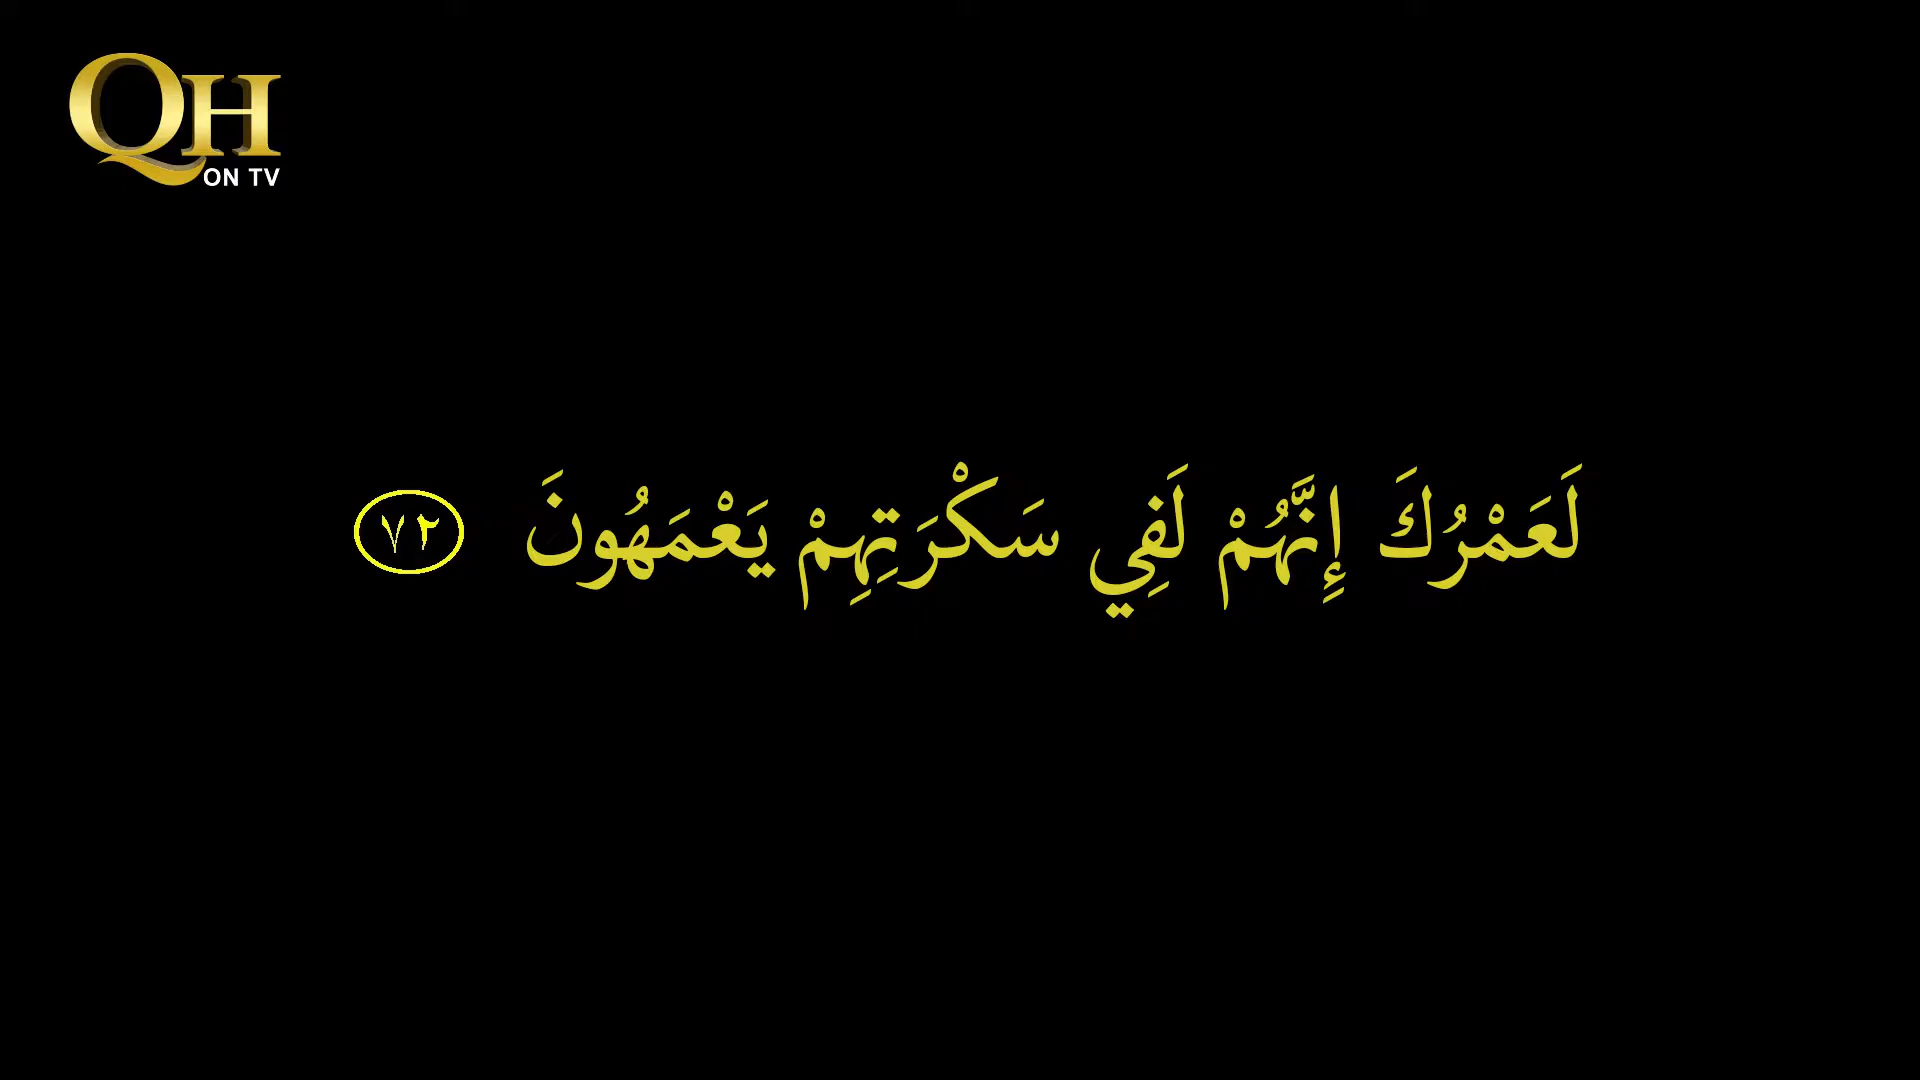 QH
ON TV
لَعَمْرُكَ إِنَّهُمْ لَفِي سَكْرَتِهِمْ يَعْمَهُونَ ٧٢